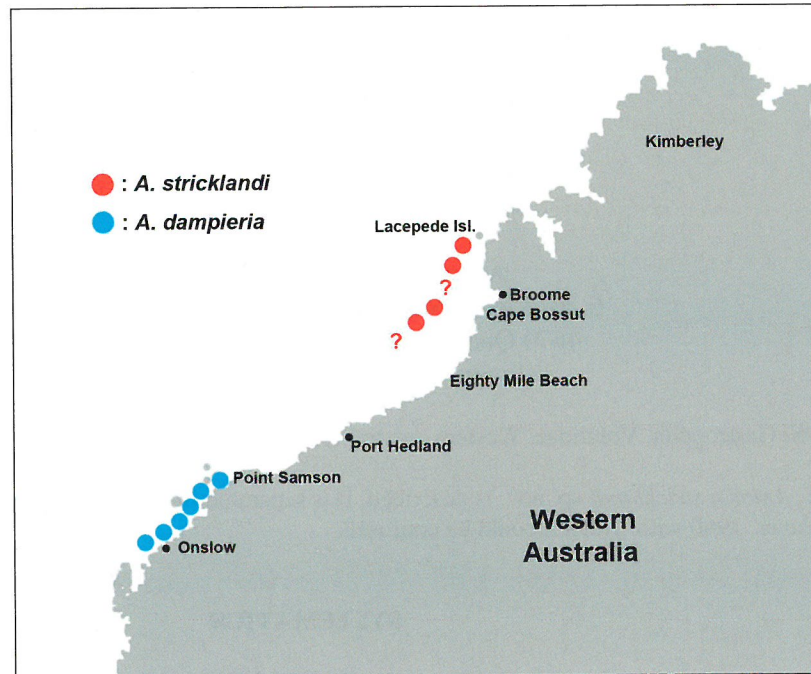 Kimberley
: A. stricklandi
: A. dampieria
Lacepede Isl.
?
Broome
Cape Bossut
?
Eighty Mile Beach
Port Hedland
Point Samson
Western
Australia
Onslow